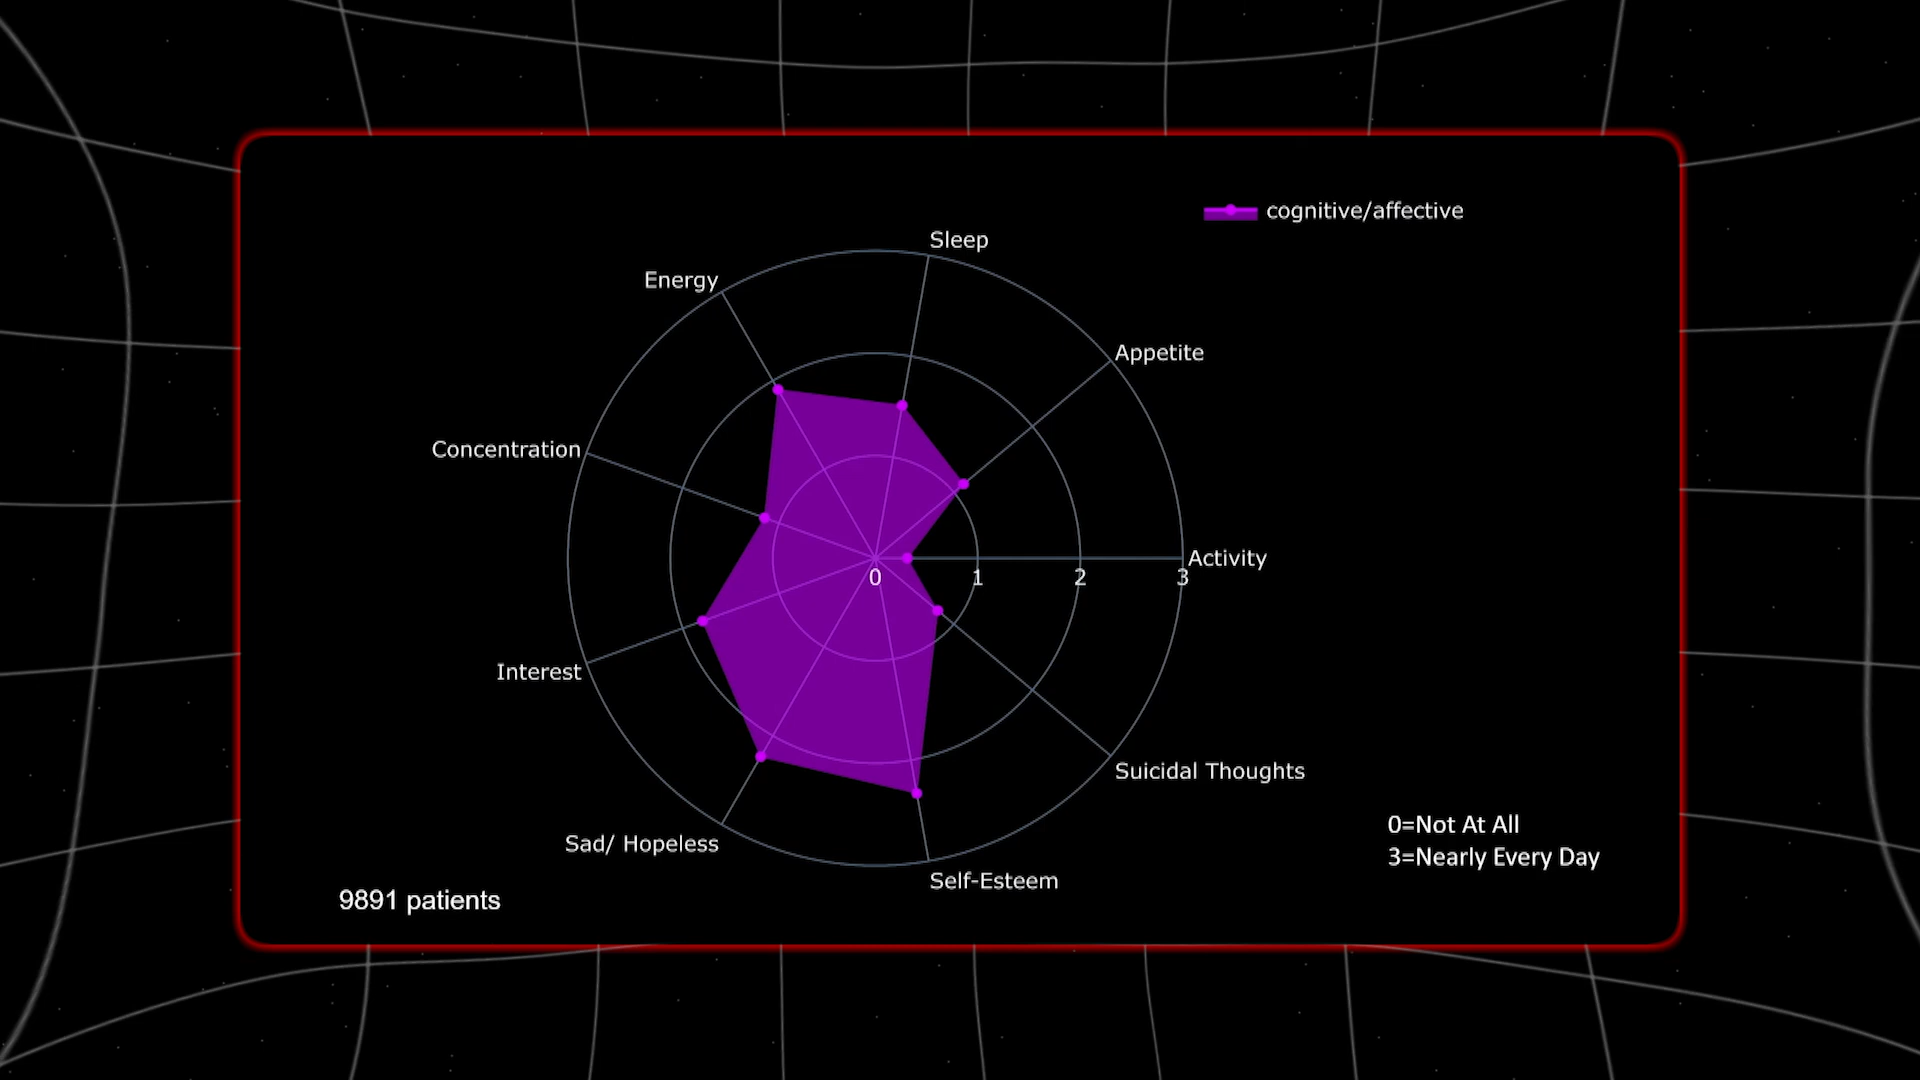 cognitive/affective
Sleep
Energy
Appetite
Concentration
Activity
0 1 2 3
Interest
Suicidal Thoughts
Sad/ Hopeless
Self-Esteem
0=Not At All
3=Nearly Every Day
9891 patients